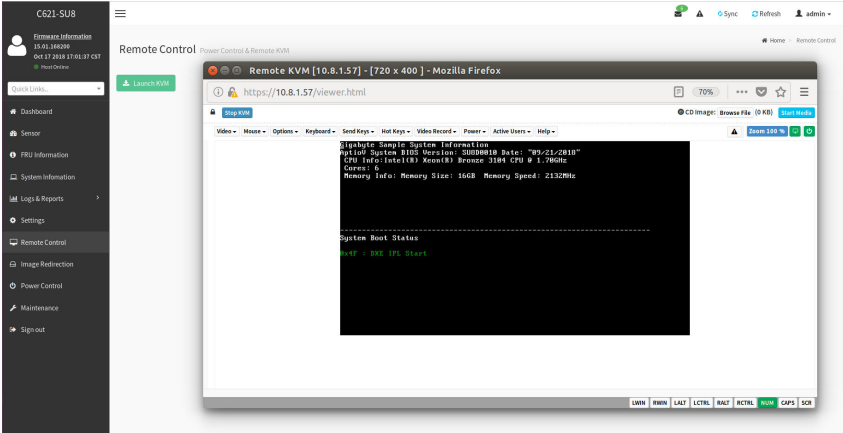 C621-SU8
5
Sync
Refresh
admin
Firmware Information
15.01.168200
Oct 17 2018 17:01:37 CST
Host Online
Quick Links..
Dashboard
Sensor
FRU Information
System Infomation
Logs & Reports
Settings
Remote Control
Image Redirection
Power Control
Maintenance
Sign out
Remote Control Power Control & Remote KVM
Home - Remote Control
Launch KVM
Remote KVM [10.8.1.57] - [720 x 400 ] - Mozilla Firefox
https://10.8.1.57/viewer.html
70%
Stop KVM
CD Image: Browse File (0 KB) Start Media
Video Mouse Options Keyboard Send Keys Hot Keys Video Record Power Active Users Help
Zoom 100 %
Gigabyte Sample System Information
AptioV System BIOS Version: SU8D0010 Date: "09/21/2018"
CPU Info:Intel(R) Xeon(R) Bronze 3104 CPU @ 1.70GHz
Cores: 6
Memory Info: Memory Size: 16GB Memory Speed: 2132MHz
System Boot Status
0x4F : DXE IPL Start
LWIN RWIN LALT LCTRL RALT RCTRL NUM CAPS SCR